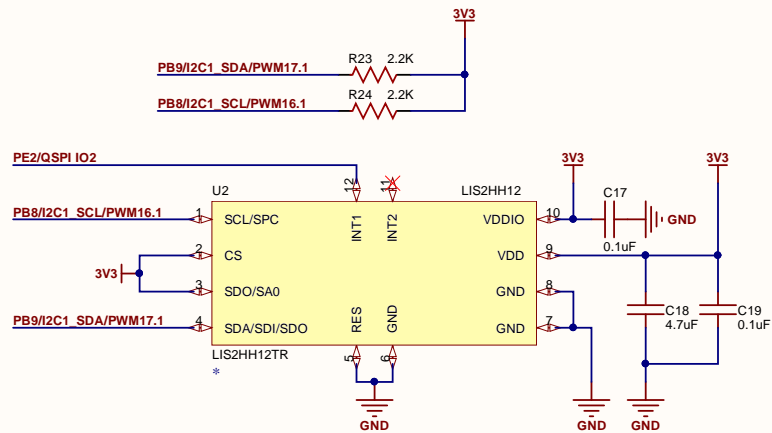 3V3
R23 2.2K
PB9/I2C1_SDA/PWM17.1
R24 2.2K
PB8/I2C1_SCL/PWM16.1
PE2/QSPI IO2
3V3
3V3
12
11
U2
LIS2HH12
C17
PB8/I2C1_SCL/PWM16.1
1
SCL/SPC
INT1
INT2
VDDIO
10
GND
0.1uF
2
CS
VDD
9
3V3
3
SDO/SA0
GND
8
PB9/I2C1_SDA/PWM17.1
4
SDA/SDI/SDO
RES
GND
GND
7
C18
4.7uF
C19
0.1uF
LIS2HH12TR
5
6
*
GND
GND
GND